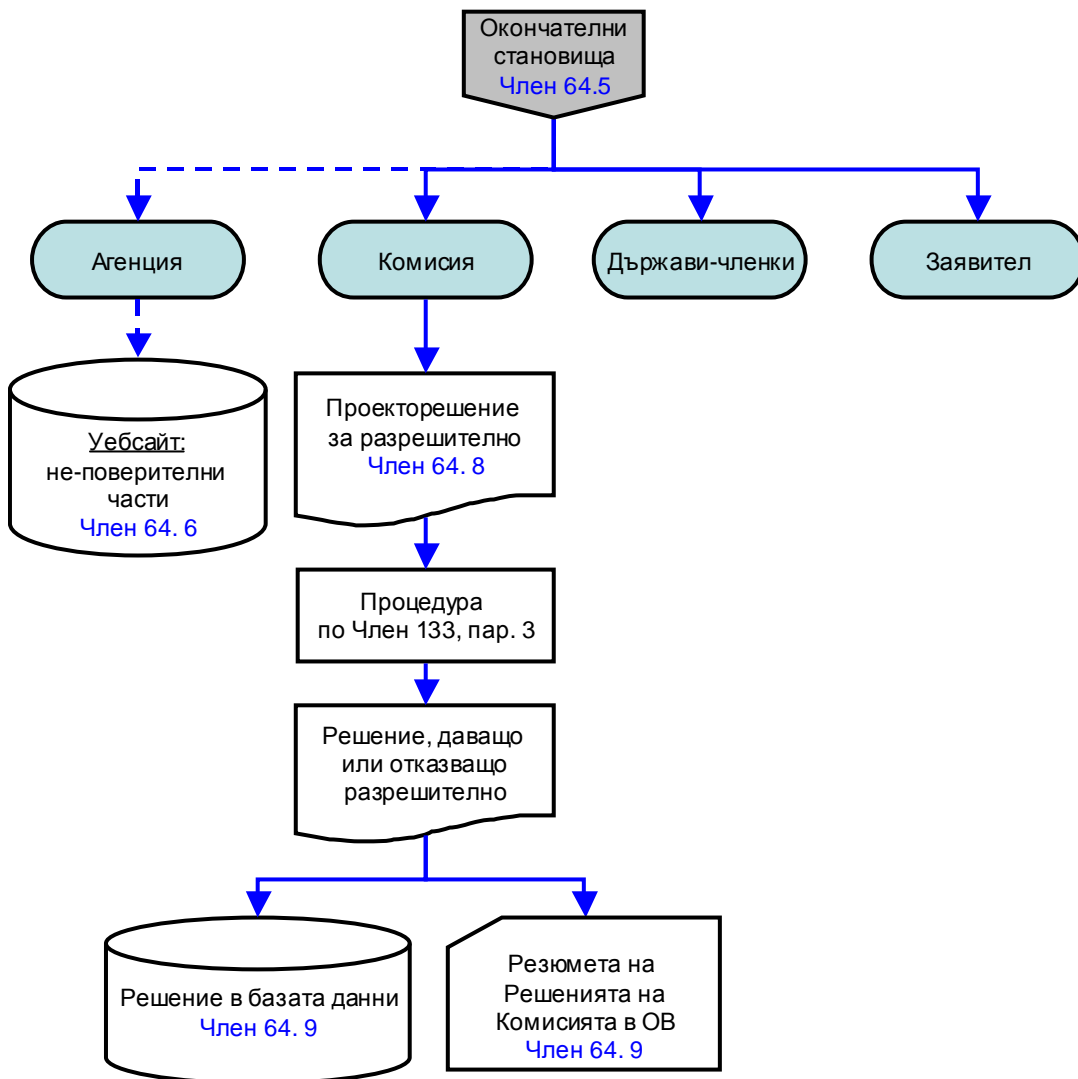 Окончателни
становища
Член 64.5
Агенция
Комисия
Държави-членки
Заявител
Уебсайт:
не-поверителни
части
Член 64. 6
Проекторешение
за разрешително
Член 64. 8
Процедура
по Член 133, пар. 3
Решение, даващо
или отказващо
разрешително
Решение в базата данни
Член 64. 9
Резюмета на
Решенията на
Комисията в ОВ
Член 64. 9